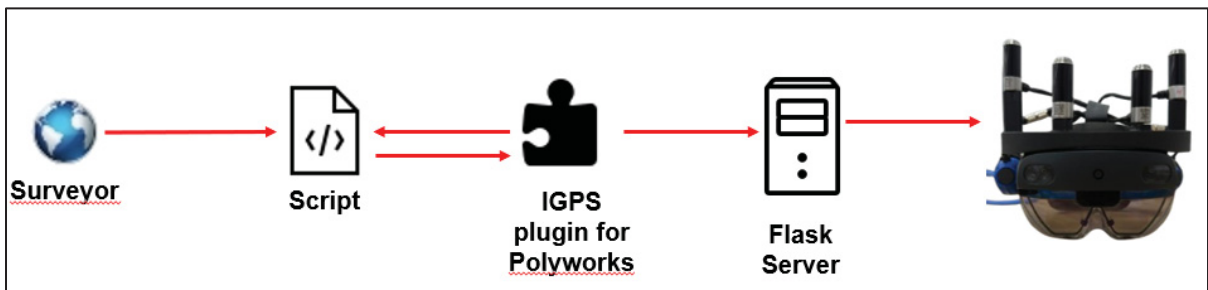 Surveyor
</>
Script
IGPS
plugin for
Polyworks
Flask
Server